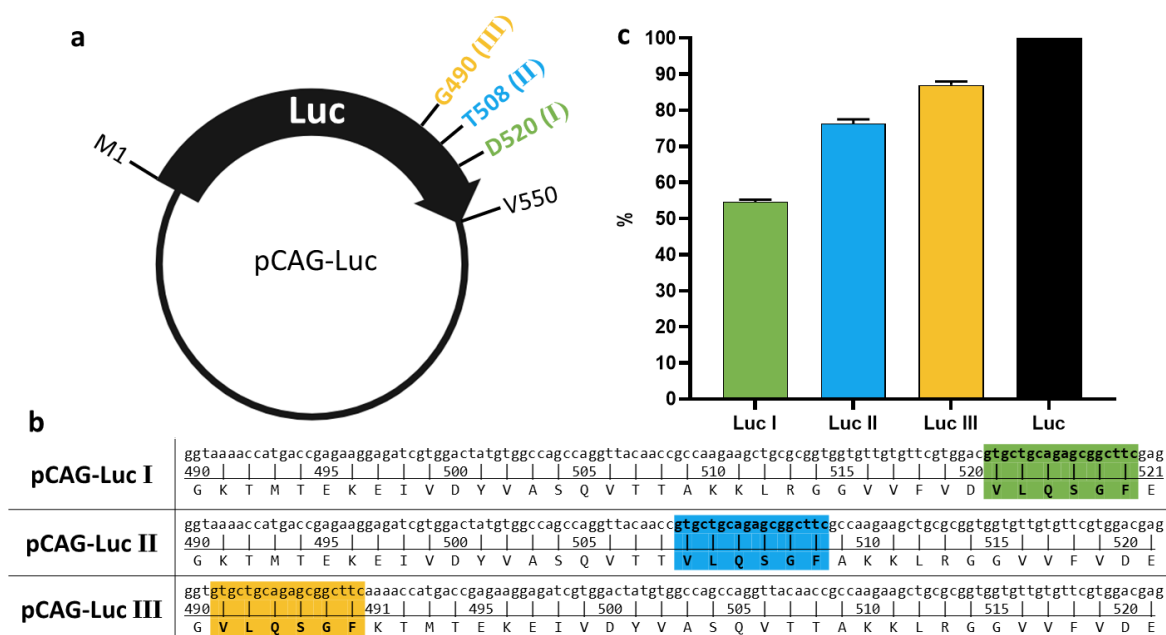 a
Luc
G490 (III)
T508 (II)
D520 (I)
M1
V550
pCAG-Luc
c
100
90
80
70
60
50
40
30
20
10
0
%
Luc I
Luc II
Luc III
Luc
b
pCAG-Luc I
ggtaaaaccatgaccgagaaggagatcgtggactatgtggccagccaggttacaaccgccaagaagctgcgcggtggtgttgtgttcgtggacgtgctgcagagcggcttcgag
490 495 500 505 510 515 520 521
G K T M T E K E I V D Y V A S Q V T T A K K L R G G V V F V D V L Q S G F E
pCAG-Luc II
ggtaaaaccatgaccgagaaggagatcgtggactatgtggccagccaggttacaaccgtgctgcagagcggcttcgccaagaagctgcgcggtggtgttgtgttcgtggacgag
490 495 500 505 510 515 520
G K T M T E K E I V D Y V A S Q V T T V L Q S G F A K K L R G G V V F V D E
pCAG-Luc III
ggtgtgctgcagagcggcttcaaaaccatgaccgagaaggagatcgtggactatgtggccagccaggttacaaccgccaagaagctgcgcggtggtgttgtgttcgtggacgag
490 491 495 500 505 510 515 520
G V L Q S G F K T M T E K E I V D Y V A S Q V T T A K K L R G G V V F V D E